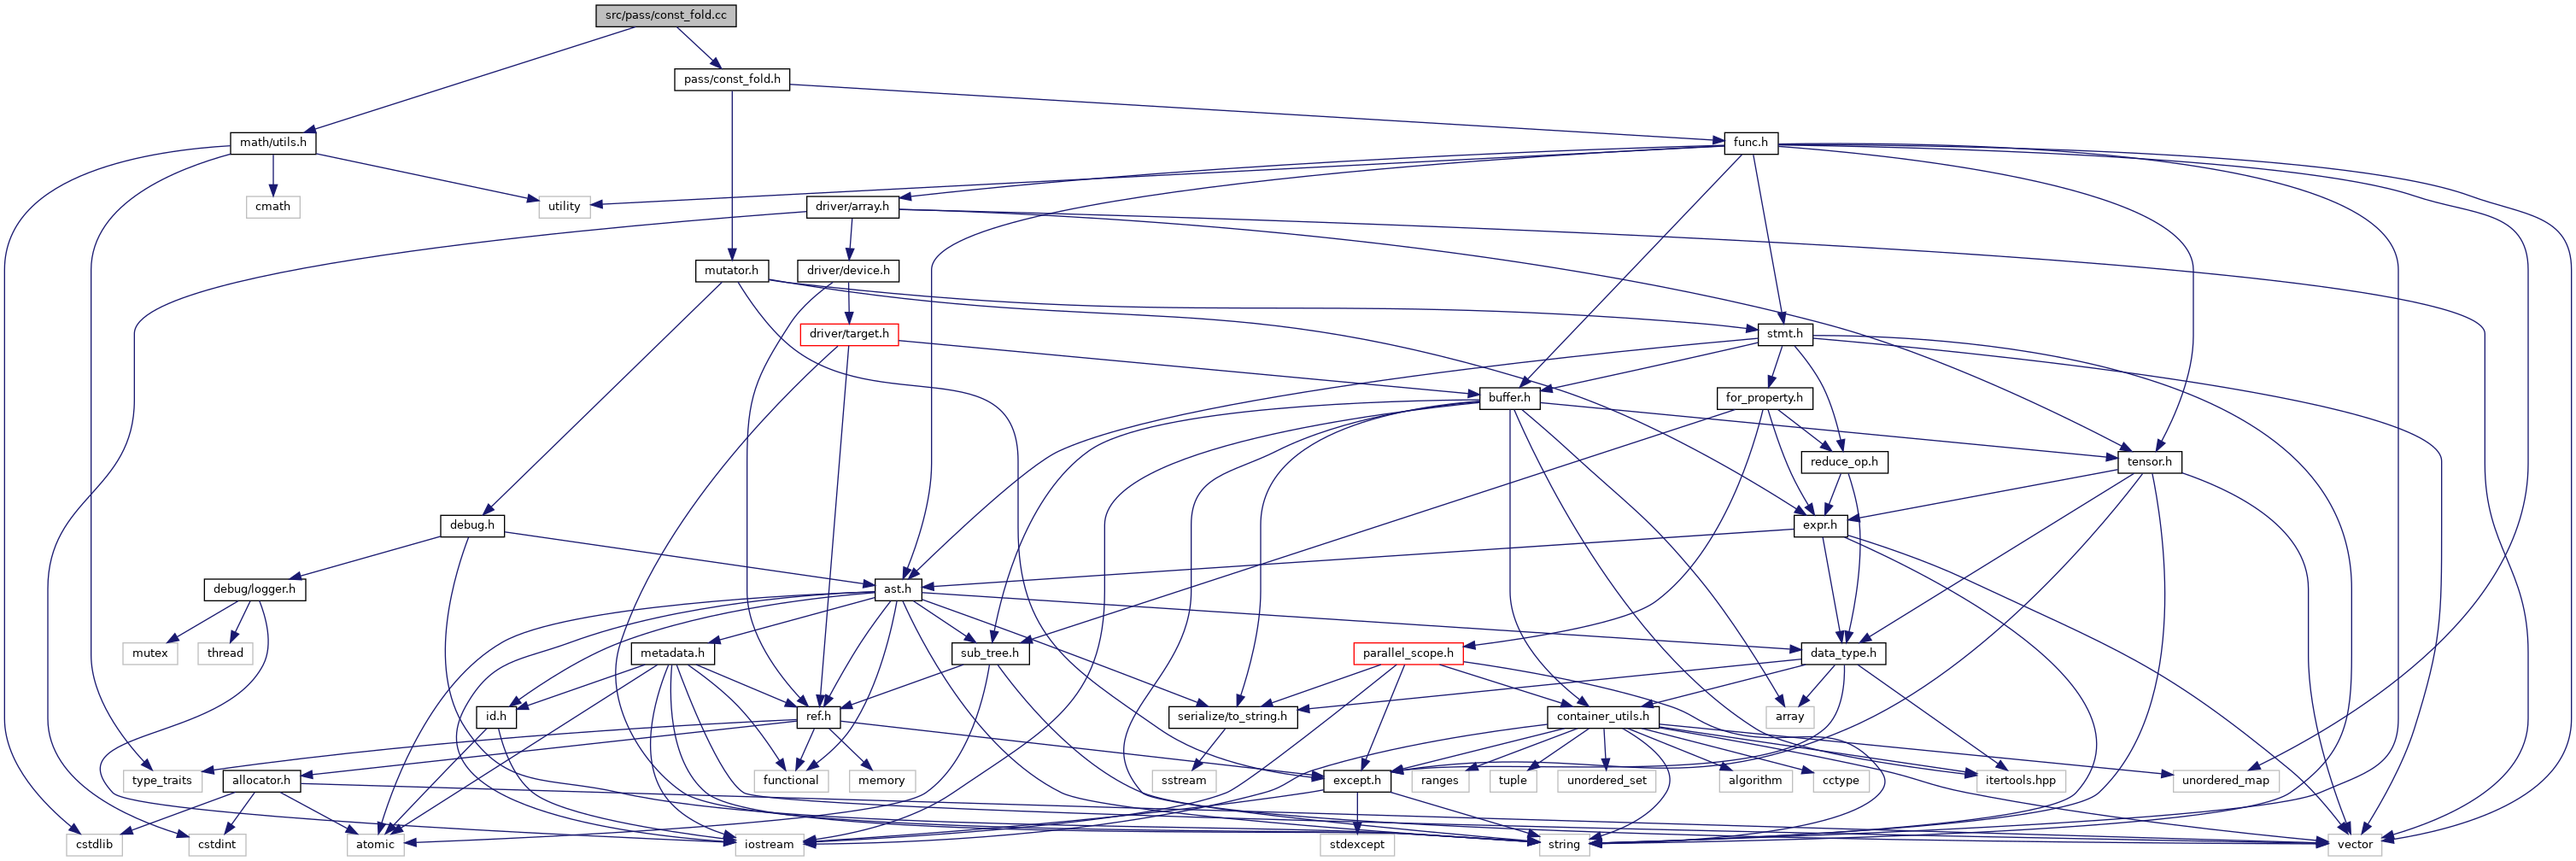 src/pass/const_fold.cc
pass/const_fold.h
math/utils.h
func.h
cmath
utility
driver/array.h
mutator.h
driver/device.h
driver/target.h
stmt.h
buffer.h
for_property.h
reduce_op.h
tensor.h
debug.h
expr.h
debug/logger.h
ast.h
mutex
thread
metadata.h
sub_tree.h
parallel_scope.h
data_type.h
id.h
ref.h
serialize/to_string.h
container_utils.h
array
type_traits
allocator.h
functional
memory
sstream
except.h
ranges
tuple
unordered_set
algorithm
cctype
itertools.hpp
unordered_map
cstdlib
cstdint
atomic
iostream
stdexcept
string
vector